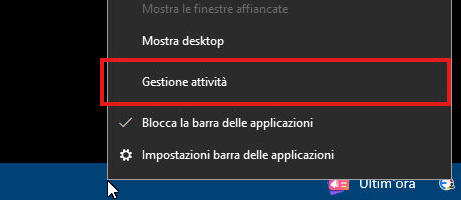 Mostra le finestre affiancate
Mostra desktop
Gestione attività
Blocca la barra delle applicazioni
Impostazioni barra delle applicazioni
Ultim'ora